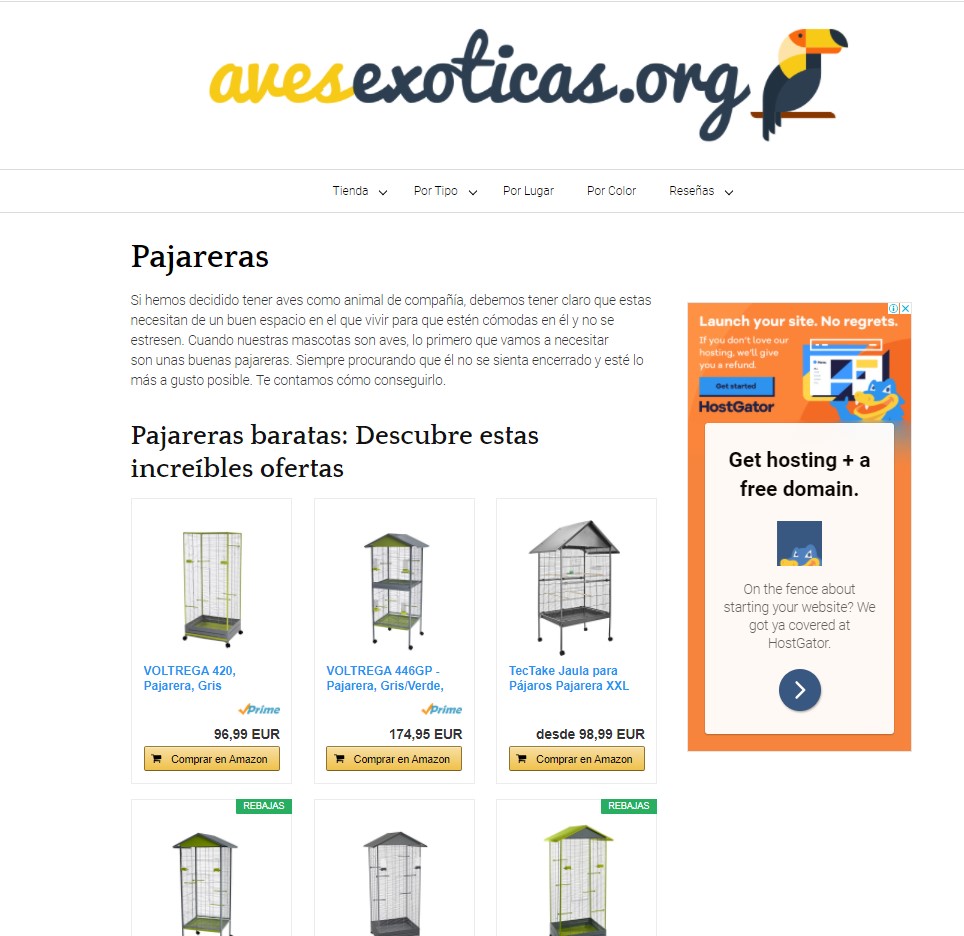 avesexoticas.org
Tienda
Por Tipo
Por Lugar
Por Color
Reseñas
Pajareras
Si hemos decidido tener aves como animal de compañía, debemos tener claro que estas
necesitan de un buen espacio en el que vivir para que estén cómodas en él y no se
estresen. Cuando nuestras mascotas son aves, lo primero que vamos a necesitar
son unas buenas pajareras. Siempre procurando que él no se sienta encerrado y esté lo
más a gusto posible. Te contamos cómo conseguirlo.
Pajareras baratas: Descubre estas
increíbles ofertas
VOLTREGA 420,
Pajarera, Gris
Prime
96,99 EUR
Comprar en Amazon
VOLTREGA 446GP -
Pajarera, Gris/Verde,
Prime
174,95 EUR
Comprar en Amazon
TecTake Jaula para
Pájaros Pajarera XXL
desde 98,99 EUR
Comprar en Amazon
REBAJAS
REBAJAS
Launch your site. No regrets.
If you don't love our
hosting, we'll give
you a refund.
Get started
HostGator
Get hosting + a
free domain.
On the fence about
starting your website? We
got ya covered at
HostGator.